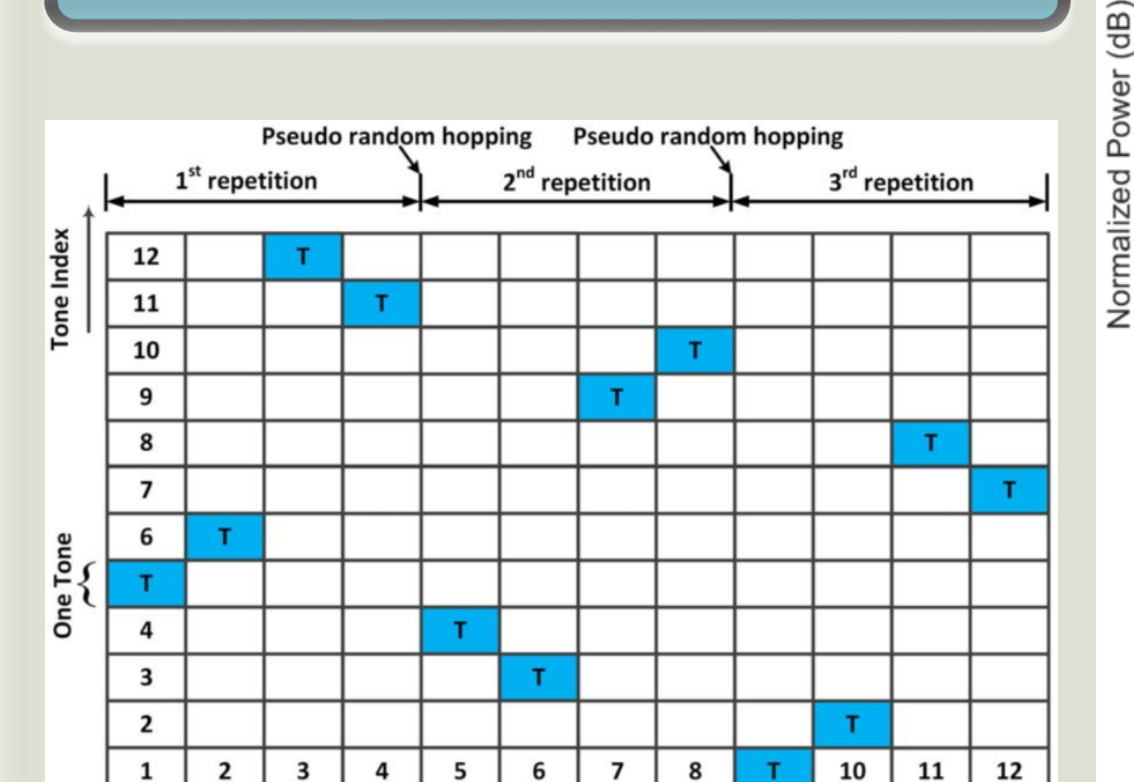 Normalized Power (dB)
Pseudo random hopping Pseudo random hopping
1st repetition 2nd repetition 3rd repetition
Tone Index
One Tone
{
12 T
11 T
10 T
9 T
8 T
7 T
6 T
T
4 T
3 T
2 T
1 2 3 4 5 6 7 8 T 10 11 12